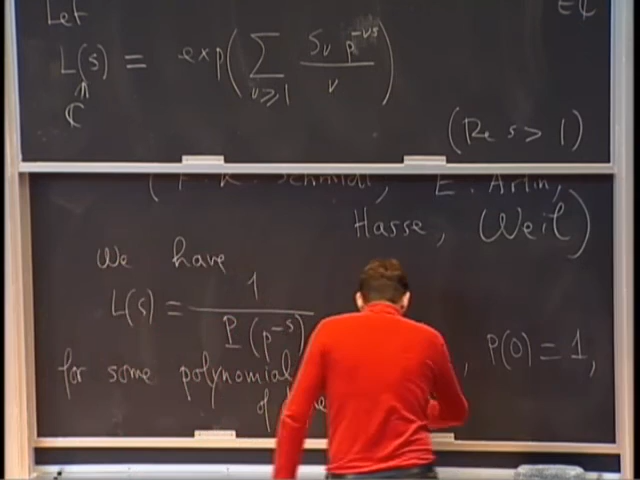 Let ∈ ℂ
L(s) = exp( ∑_{ν≥1} S_ν p^{-νs} / ν )
↑
ℂ
(Re s > 1)
(F. K. Schmidt, E. Artin,
Hasse, Weil)
We have
L(s) = 1 / P(p^{-s})
, P(0) = 1,
for some polynomial
of